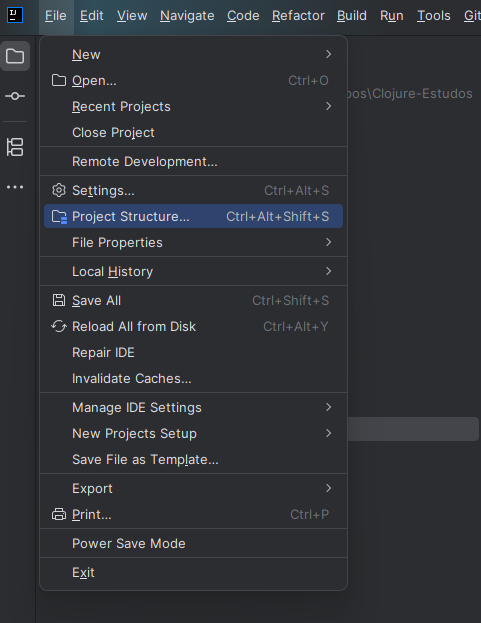 IJ
File Edit View Navigate Code Refactor Build Run Tools Git
New
Open... Ctrl+O
Recent Projects
Close Project
Remote Development...
Settings... Ctrl+Alt+S
Project Structure... Ctrl+Alt+Shift+S
File Properties
Local History
Save All Ctrl+Shift+S
Reload All from Disk Ctrl+Alt+Y
Repair IDE
Invalidate Caches...
Manage IDE Settings
New Projects Setup
Save File as Template...
Export
Print... Ctrl+P
Power Save Mode
Exit
pos\Clojure-Estudos